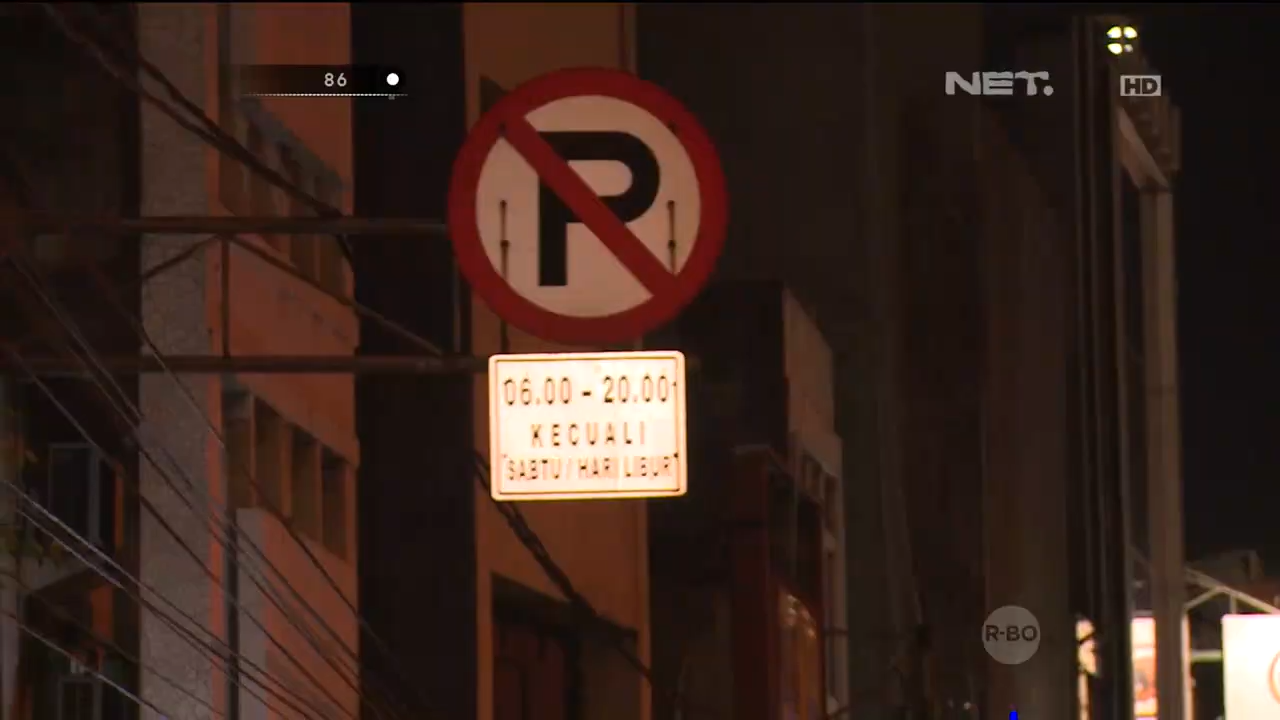 86
NET.
HD
P
06.00 - 20.00
KECUALI
SABTU / HARI LIBUR
R-BO